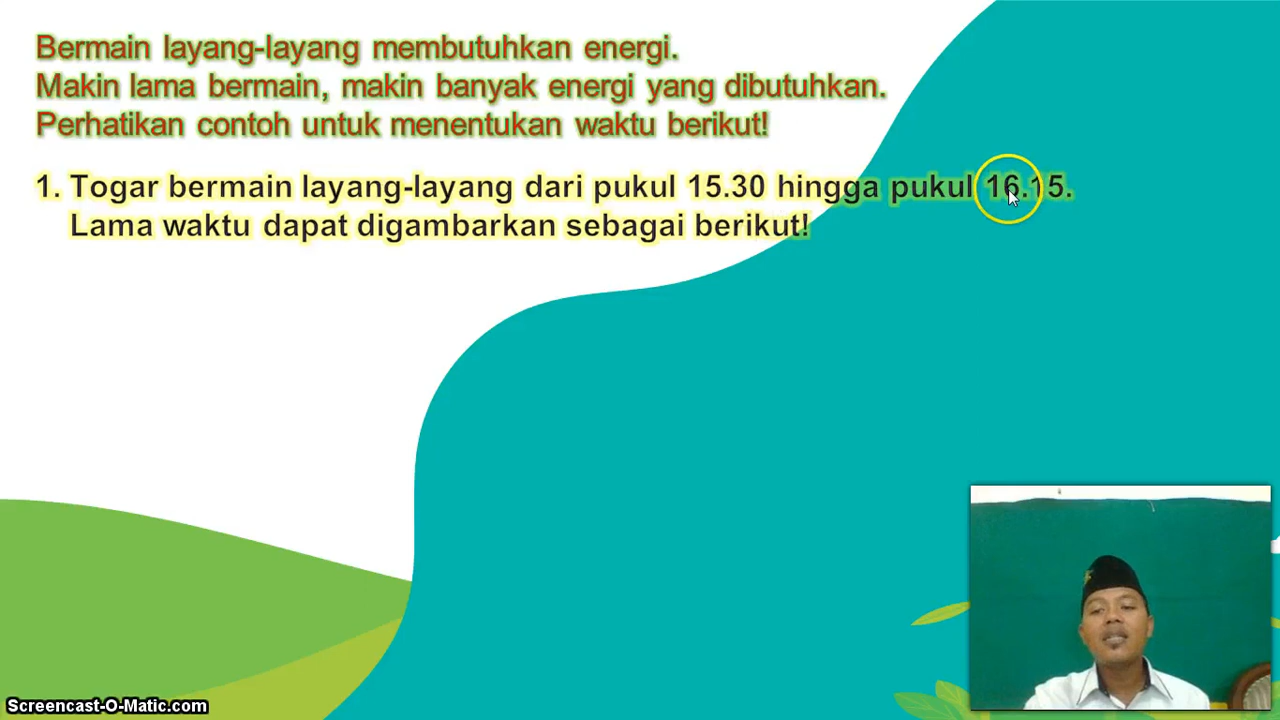 Bermain layang-layang membutuhkan energi.
Makin lama bermain, makin banyak energi yang dibutuhkan.
Perhatikan contoh untuk menentukan waktu berikut!
1. Togar bermain layang-layang dari pukul 15.30 hingga pukul 16.15.
Lama waktu dapat digambarkan sebagai berikut!
Screencast-O-Matic.com